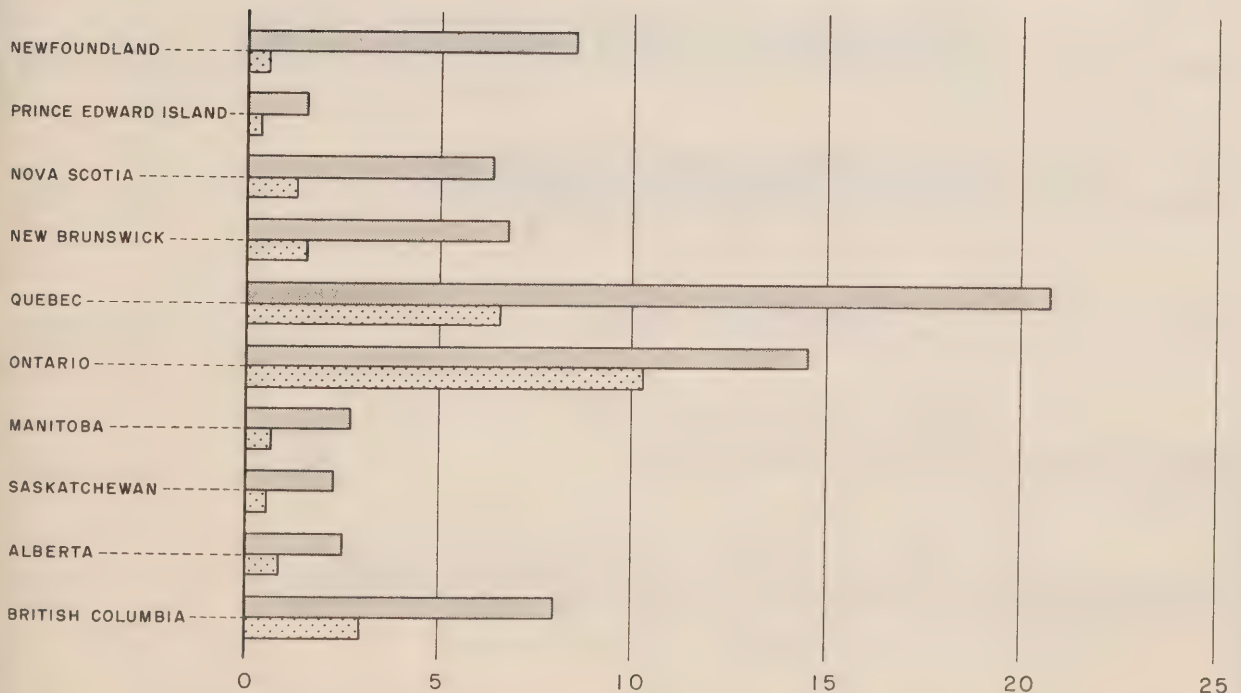 NEWFOUNDLAND
PRINCE EDWARD ISLAND
NOVA SCOTIA
NEW BRUNSWICK
QUEBEC
ONTARIO
MANITOBA
SASKATCHEWAN
ALBERTA
BRITISH COLUMBIA
0 5 10 15 20 25